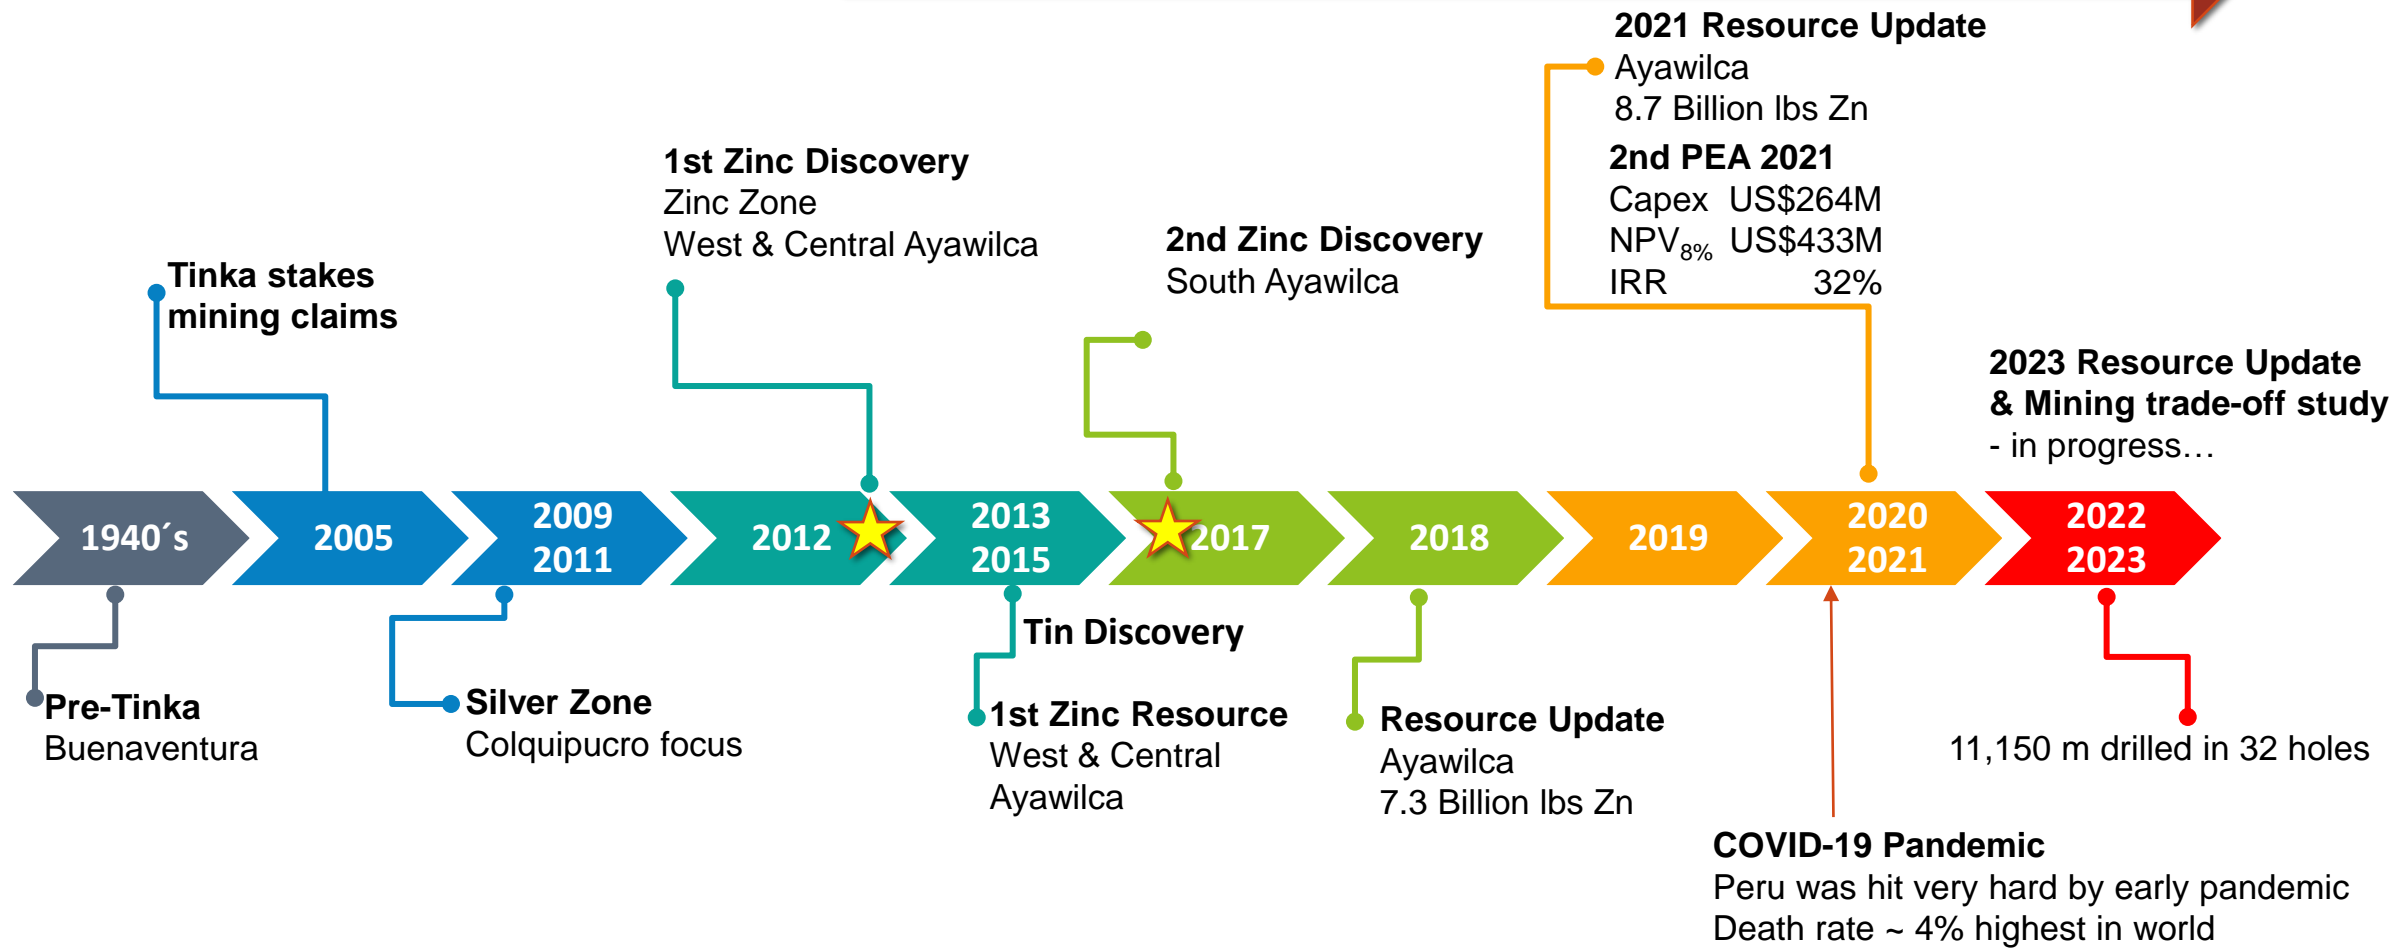 2021 Resource Update
Ayawilca
8.7 Billion lbs Zn
2nd PEA 2021
Capex US$264M
NPV8% US$433M
IRR 32%
1st Zinc Discovery
Zinc Zone
West & Central Ayawilca
2nd Zinc Discovery
South Ayawilca
Tinka stakes
mining claims
2023 Resource Update
& Mining trade-off study
- in progress…
1940´s
2005
2009
2011
2012
2013
2015
2017
2018
2019
2020
2021
2022
2023
Tin Discovery
Pre-Tinka
Buenaventura
Silver Zone
Colquipucro focus
1st Zinc Resource
West & Central
Ayawilca
Resource Update
Ayawilca
7.3 Billion lbs Zn
11,150 m drilled in 32 holes
COVID-19 Pandemic
Peru was hit very hard by early pandemic
Death rate ~ 4% highest in world